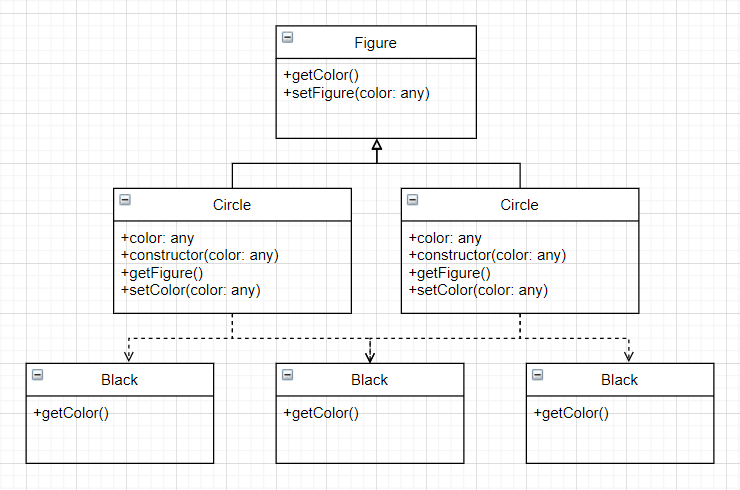 Figure
+getColor()
+setFigure(color: any)
Circle
+color: any
+constructor(color: any)
+getFigure()
+setColor(color: any)
Circle
+color: any
+constructor(color: any)
+getFigure()
+setColor(color: any)
Black
+getColor()
Black
+getColor()
Black
+getColor()